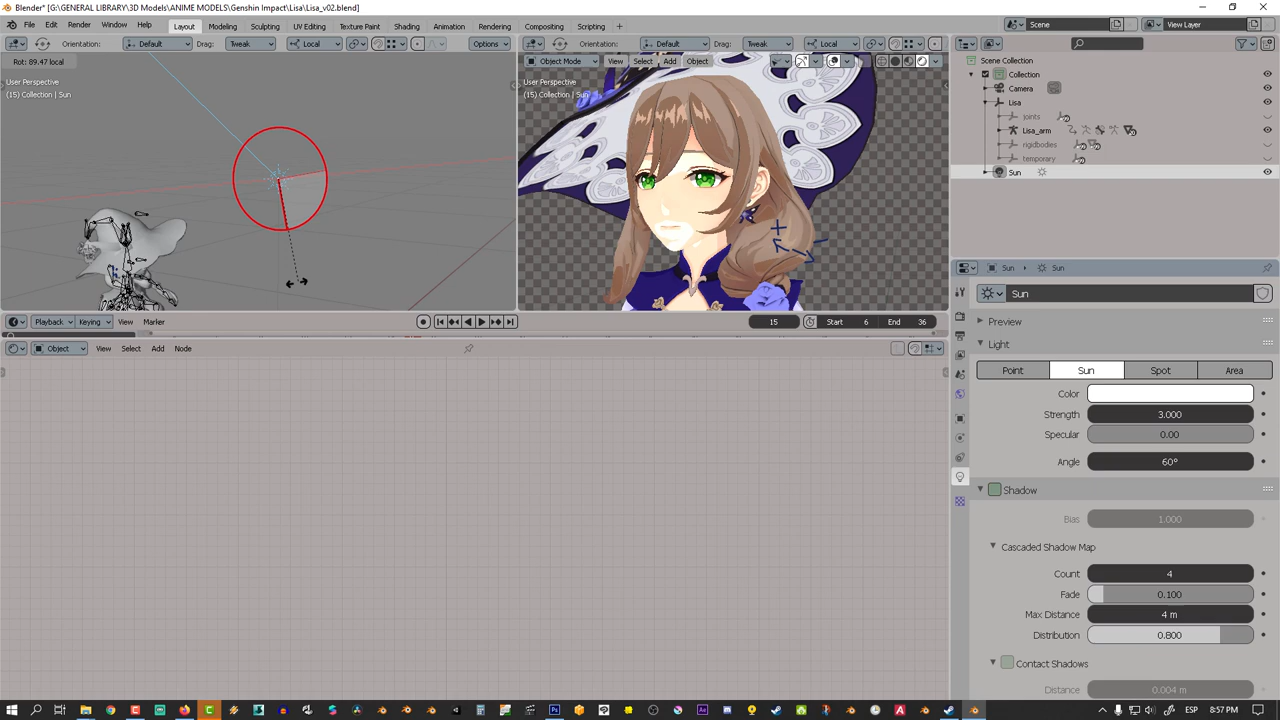 Blender* [G:\GENERAL LIBRARY\3D Models\ANIME MODELS\Genshin Impact\Lisa\Lisa_v02.blend]
File Edit Render Window Help Layout Modeling Sculpting UV Editing Texture Paint Shading Animation Rendering Compositing Scripting + Scene View Layer
Orientation: Default Drag: Tweak Local Options Orientation: Default Drag: Tweak Local
Rot: 89.47 local Object Mode View Select Add Object
User Perspective
(15) Collection | Sun
User Perspective
(15) Collection | Sun
Scene Collection
Collection
Camera
Lisa
joints
Lisa_arm
rigidbodies
temporary
Sun
Sun Sun
Sun
Playback Keying View Marker 15 Start 6 End 36
Object View Select Add Node
Preview
Light
Point Sun Spot Area
Color
Strength 3.000
Specular 0.00
Angle 60°
Shadow
Bias 1.000
Cascaded Shadow Map
Count 4
Fade 0.100
Max Distance 4 m
Distribution 0.800
Contact Shadows
Distance 0.004 m
ESP 8:57 PM